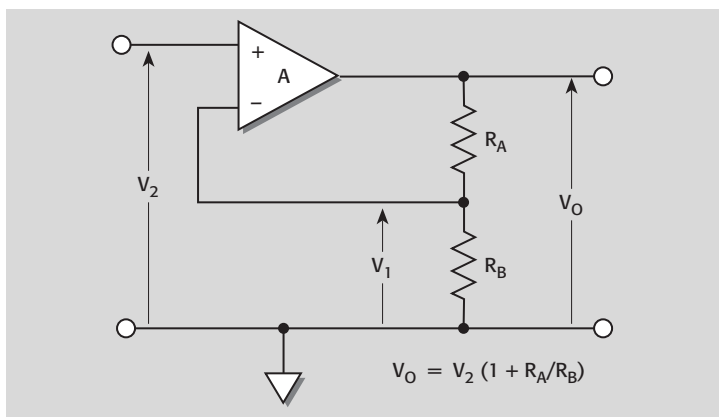 +
A
−
R_A
V_2
V_O
V_1
R_B
V_O = V_2 (1 + R_A/R_B)